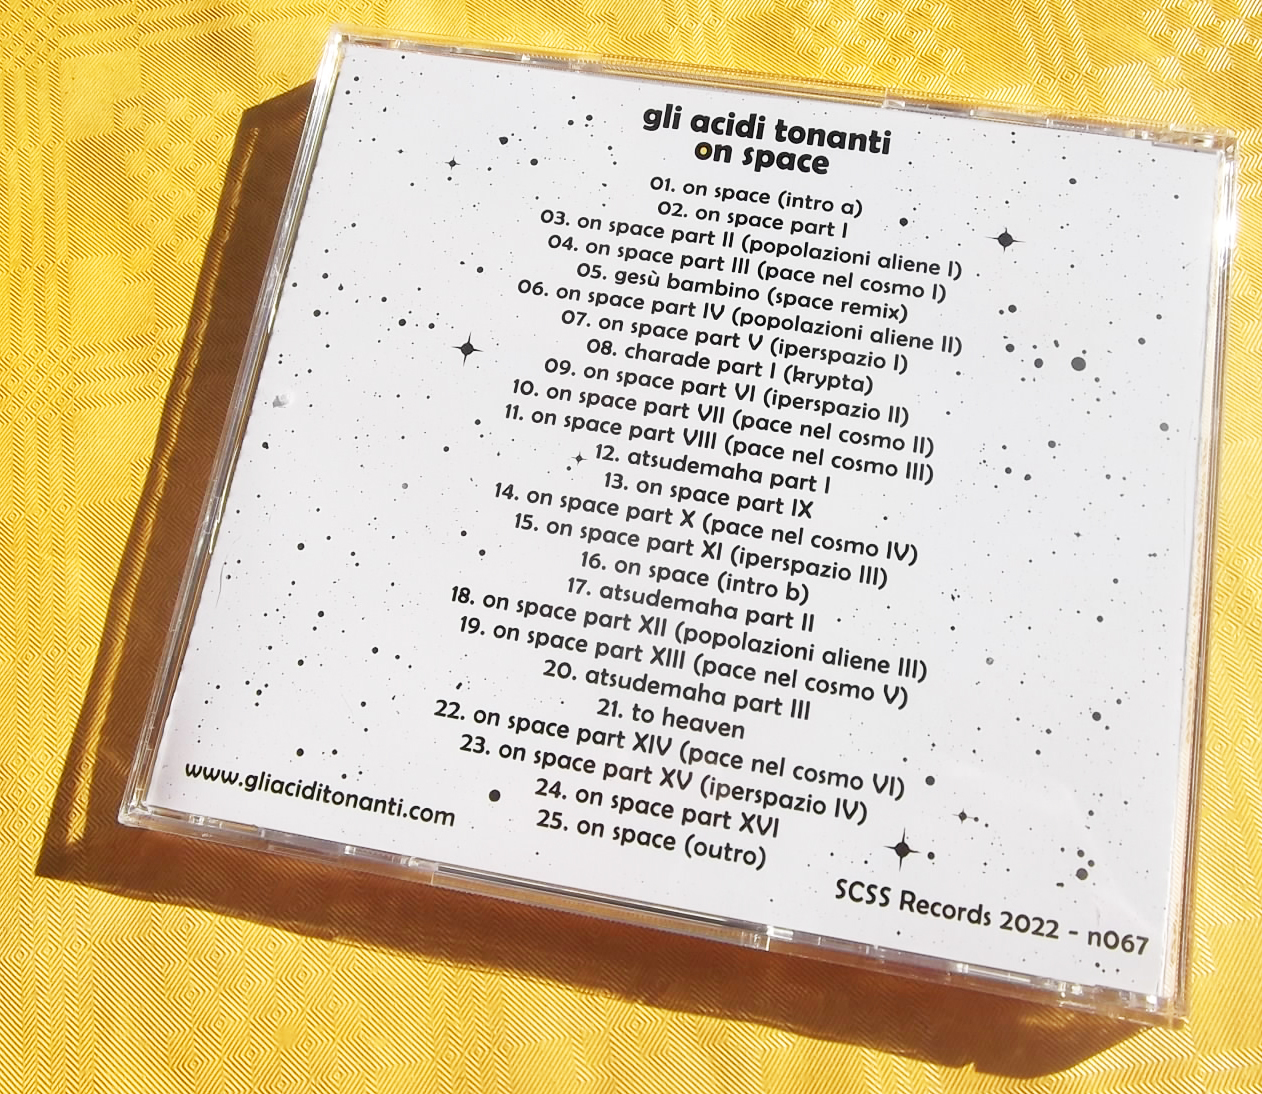 gli acidi tonanti
on space
01. on space (intro a)
02. on space part I
03. on space part II (popolazioni aliene I)
04. on space part III (pace nel cosmo I)
05. gesù bambino (space remix)
06. on space part IV (popolazioni aliene II)
07. on space part V (iperspazio I)
08. charade part I (krypta)
09. on space part VI (iperspazio II)
10. on space part VII (pace nel cosmo II)
11. on space part VIII (pace nel cosmo III)
12. atsudemaha part I
13. on space part IX
14. on space part X (pace nel cosmo IV)
15. on space part XI (iperspazio III)
16. on space (intro b)
17. atsudemaha part II
18. on space part XII (popolazioni aliene III)
19. on space part XIII (pace nel cosmo V)
20. atsudemaha part III
21. to heaven
22. on space part XIV (pace nel cosmo VI)
23. on space part XV (iperspazio IV)
24. on space part XVI
25. on space (outro)
www.gliaciditonanti.com
SCSS Records 2022 - n067